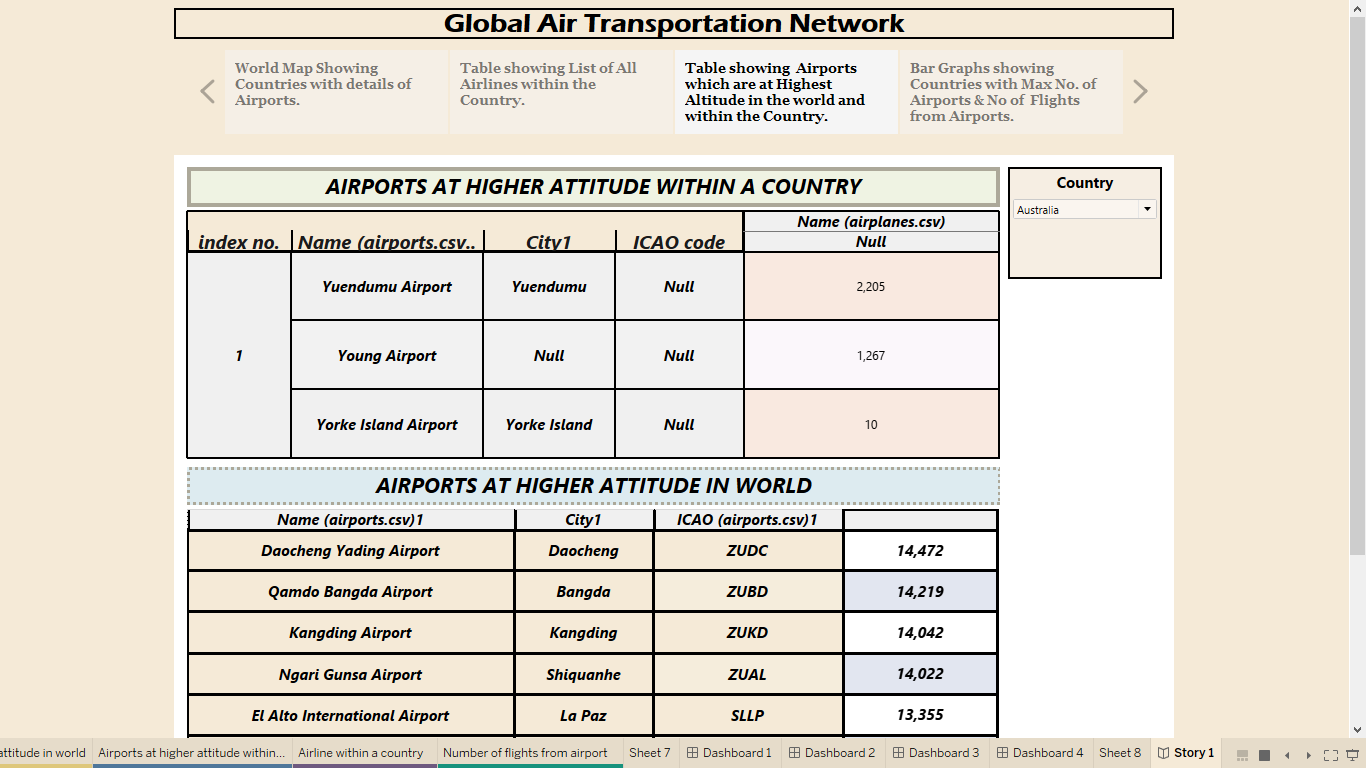 Global Air Transportation Network
World Map Showing
Countries with details of
Airports.
Table showing List of All
Airlines within the
Country.
Table showing Airports
which are at Highest
Altitude in the world and
within the Country.
Bar Graphs showing
Countries with Max No. of
Airports & No of Flights
from Airports.
AIRPORTS AT HIGHER ATTITUDE WITHIN A COUNTRY
Country
Australia
Name (airplanes.csv)
index no. Name (airports.csv.. City1 ICAO code Null
Yuendumu Airport Yuendumu Null 2,205
1 Young Airport Null Null 1,267
Yorke Island Airport Yorke Island Null 10
AIRPORTS AT HIGHER ATTITUDE IN WORLD
Name (airports.csv)1 City1 ICAO (airports.csv)1
Daocheng Yading Airport Daocheng ZUDC 14,472
Qamdo Bangda Airport Bangda ZUBD 14,219
Kangding Airport Kangding ZUKD 14,042
Ngari Gunsa Airport Shiquanhe ZUAL 14,022
El Alto International Airport La Paz SLLP 13,355
attitude in world Airports at higher attitude within... Airline within a country Number of flights from airport Sheet 7 Dashboard 1 Dashboard 2 Dashboard 3 Dashboard 4 Sheet 8 Story 1